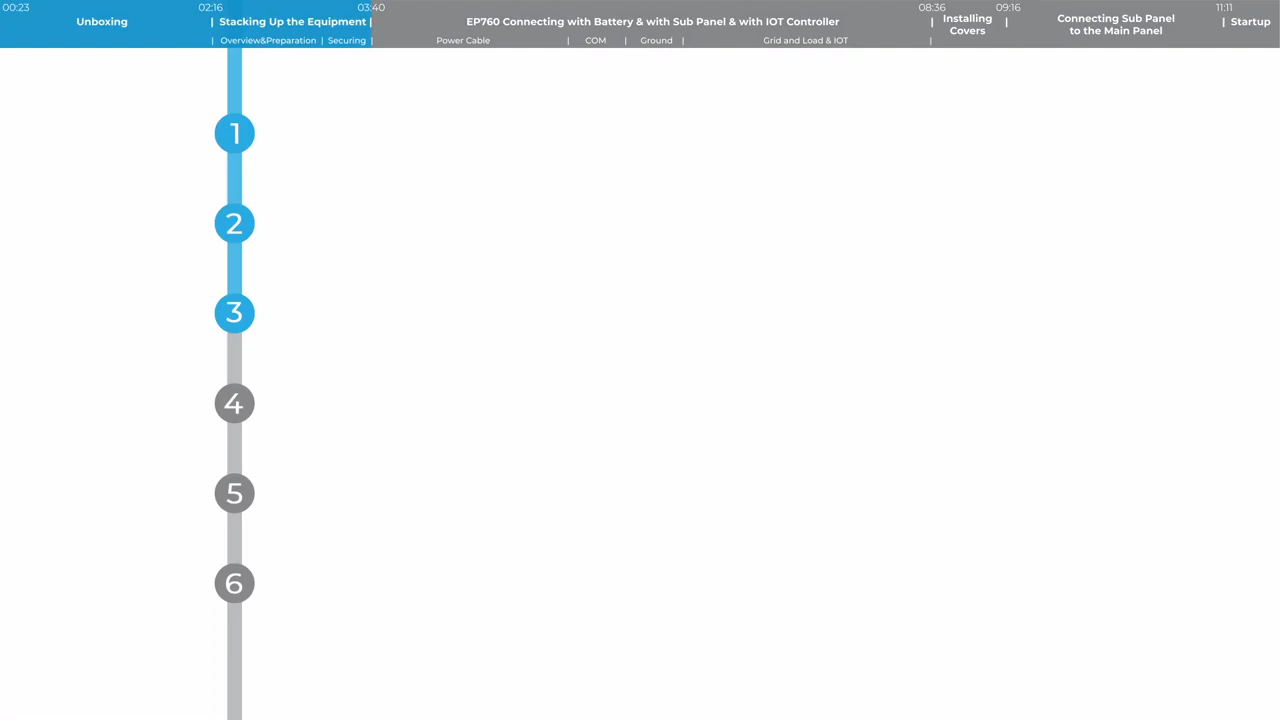 00:23
02:16
03:40
08:36
09:16
11:11
Unboxing
| Stacking Up the Equipment |
EP760 Connecting with Battery & with Sub Panel & with IOT Controller
| Installing
Covers
|
Connecting Sub Panel
to the Main Panel
| Startup
| Overview&Preparation | Securing |
Power Cable
| COM | Ground |
Grid and Load & IOT
|
1
2
3
4
5
6